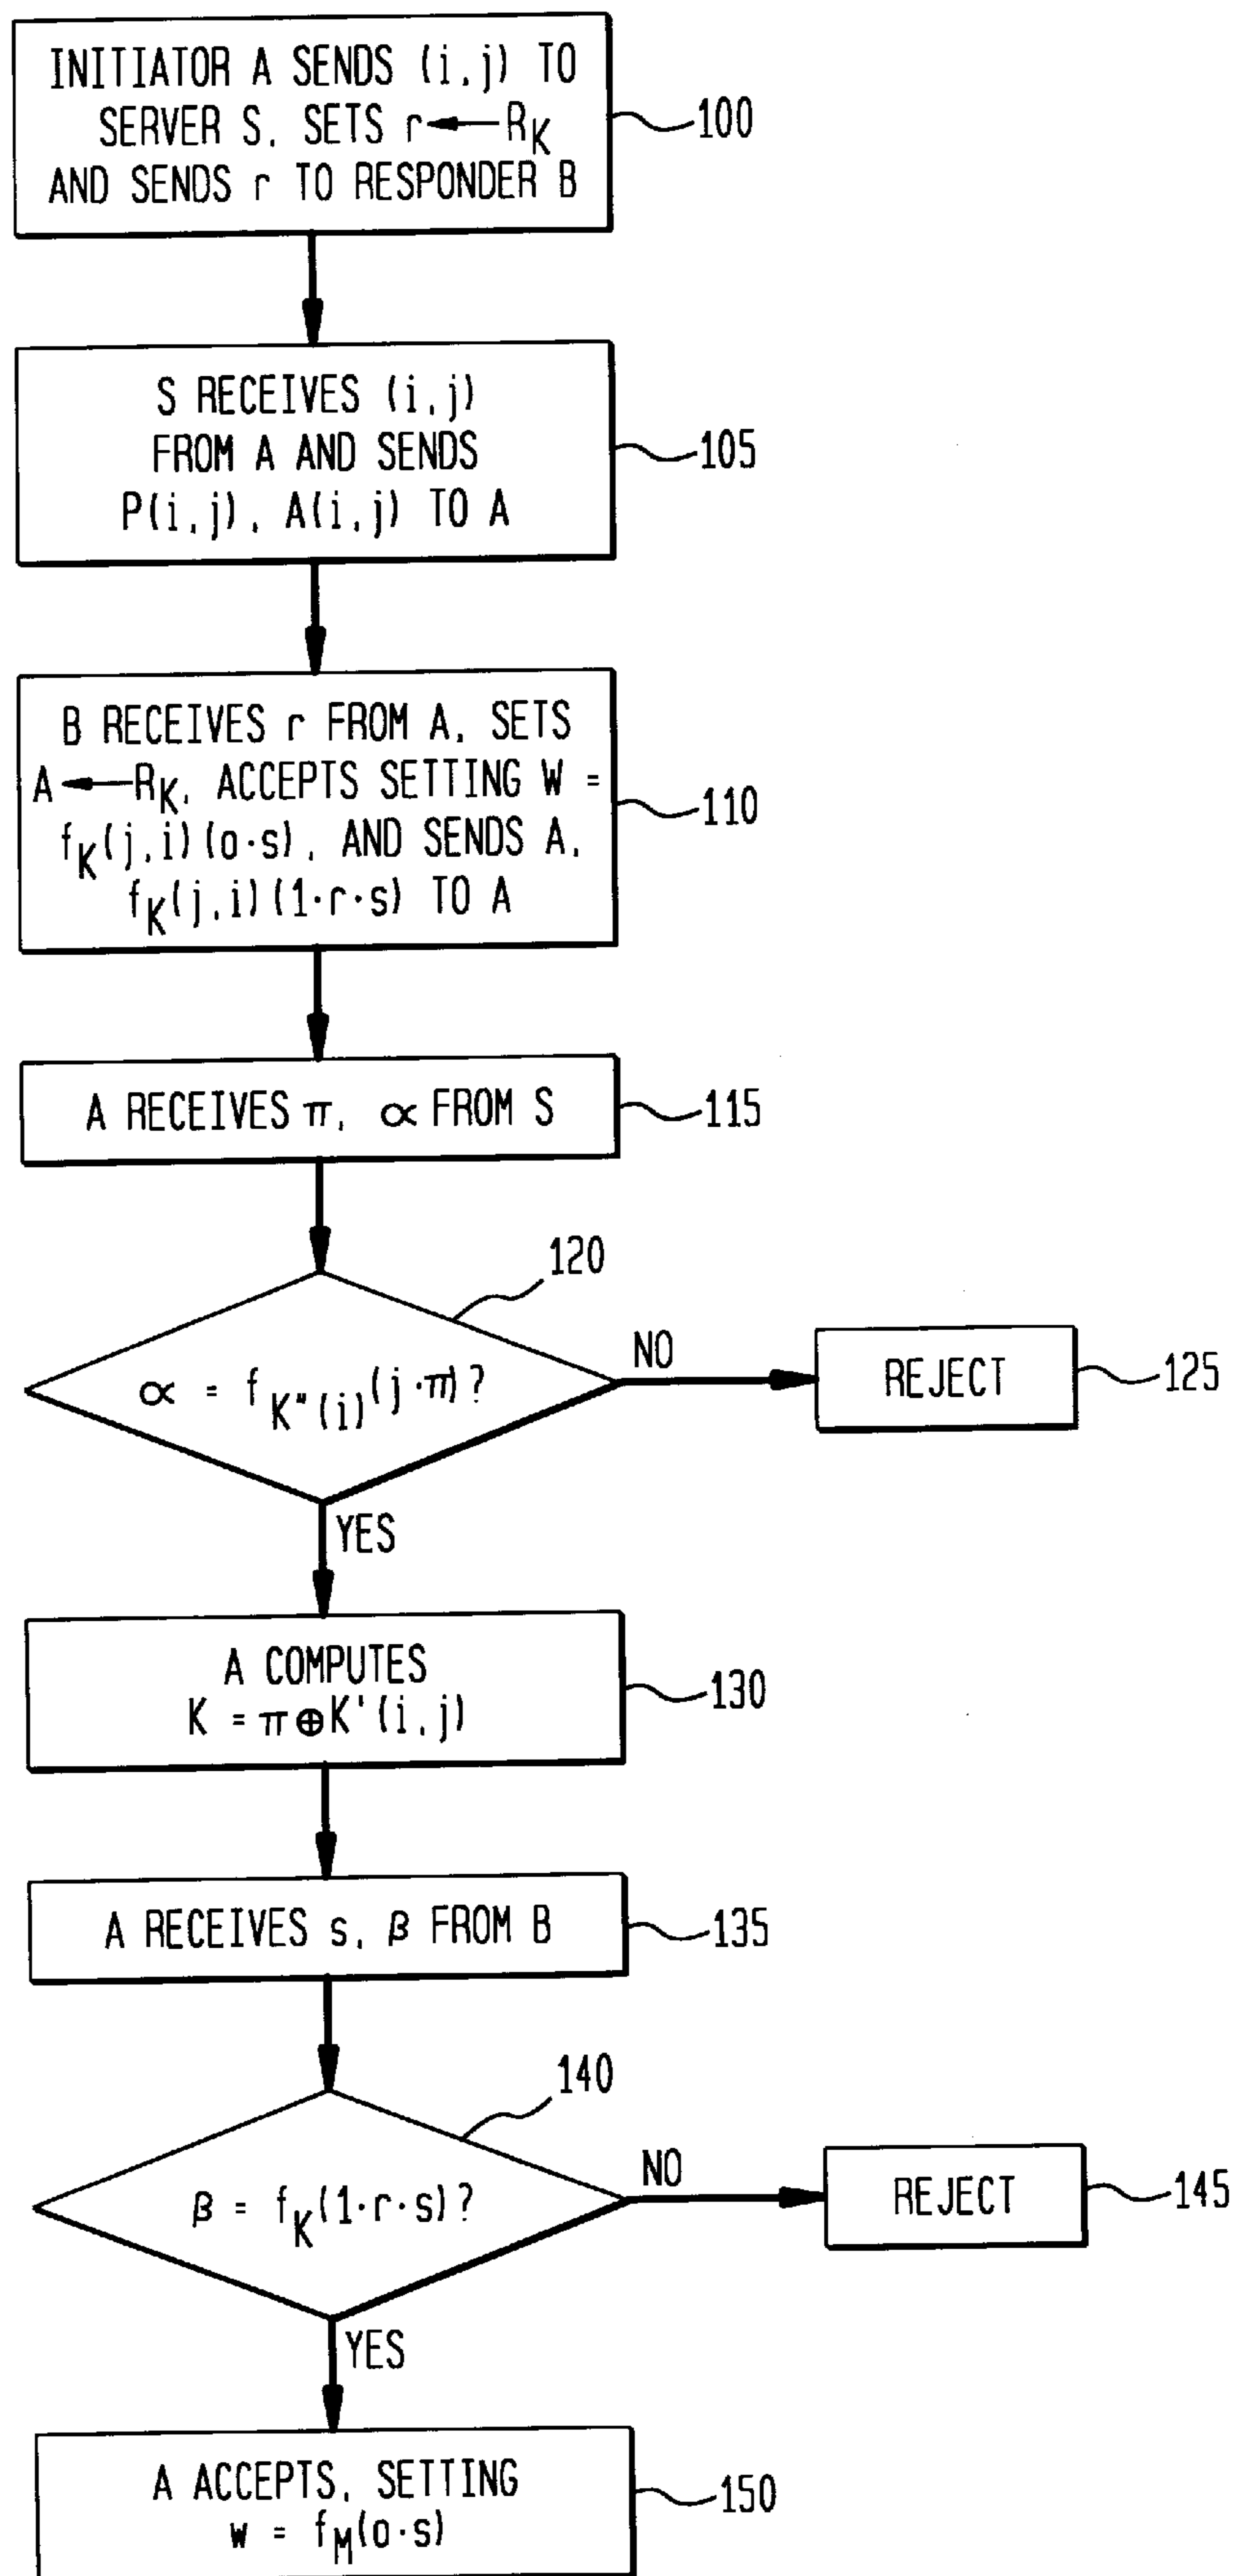 INITIATOR A SENDS (i,j) TO
SERVER S, SETS r←R_K
AND SENDS r TO RESPONDER B
100
S RECEIVES (i,j)
FROM A AND SENDS
P(i,j), A(i,j) TO A
105
B RECEIVES r FROM A, SETS
A←R_K, ACCEPTS SETTING W =
f_K(j,i)(o·s), AND SENDS A,
f_K(j,i)(1·r·s) TO A
110
A RECEIVES π, α FROM S
115
120
α = f_K"(i)(j·π)?
NO
REJECT
125
YES
A COMPUTES
K = π⊕K'(i,j)
130
A RECEIVES s, β FROM B
135
140
β = f_K(1·r·s)?
NO
REJECT
145
YES
A ACCEPTS, SETTING
w = f_M(o·s)
150